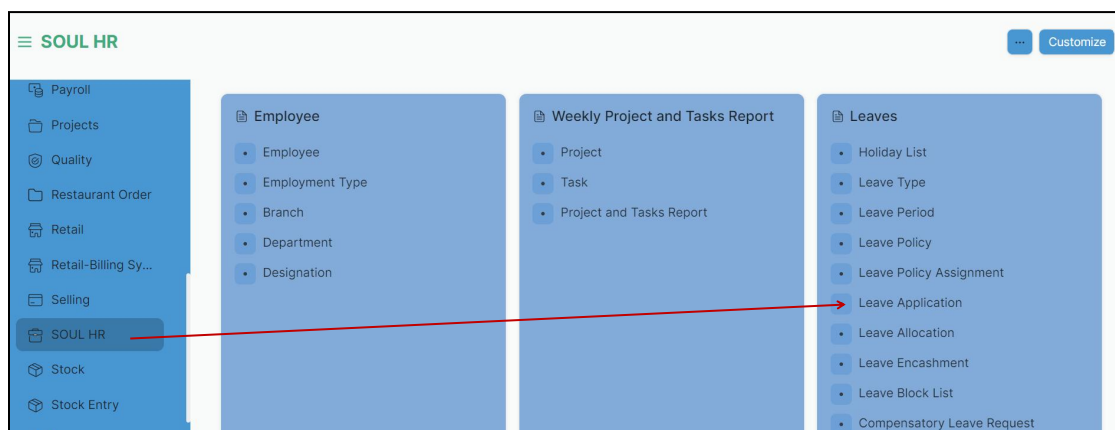 SOUL HR
...
Customize
Payroll
Projects
Quality
Restaurant Order
Retail
Retail-Billing Sy...
Selling
SOUL HR
Stock
Stock Entry
Employee
Employee
Employment Type
Branch
Department
Designation
Weekly Project and Tasks Report
Project
Task
Project and Tasks Report
Leaves
Holiday List
Leave Type
Leave Period
Leave Policy
Leave Policy Assignment
Leave Application
Leave Allocation
Leave Encashment
Leave Block List
Compensatory Leave Request